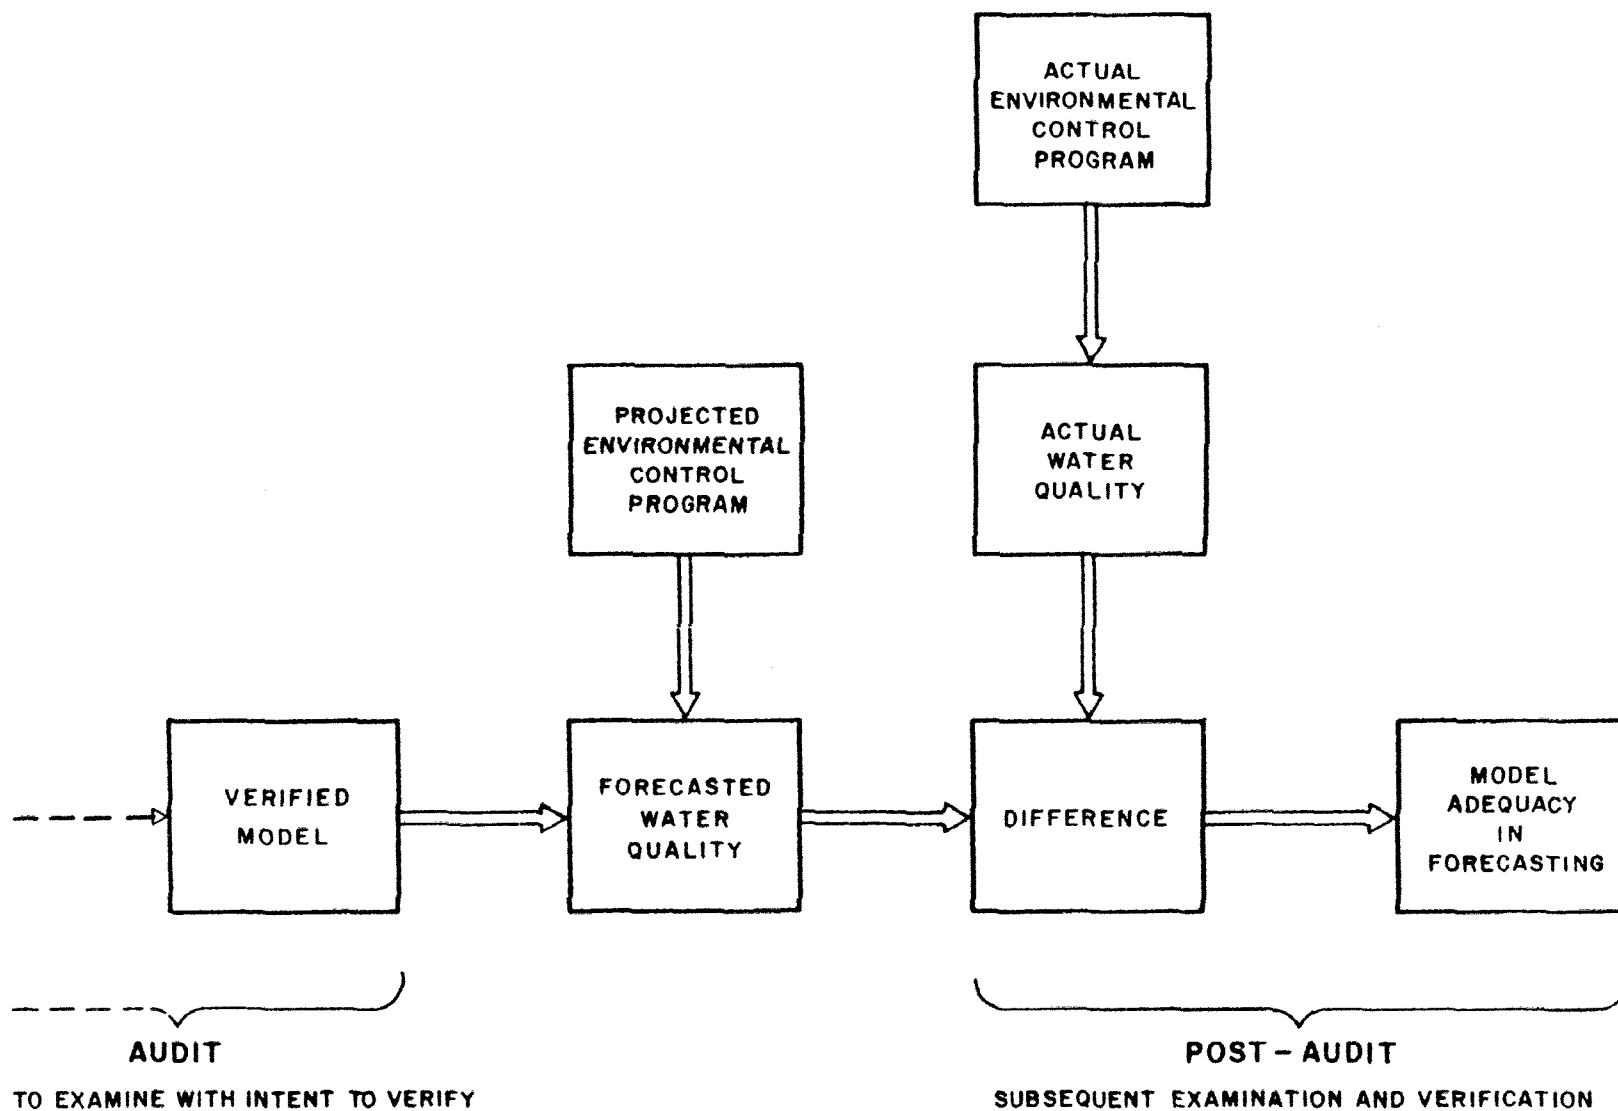 ACTUAL
ENVIRONMENTAL
CONTROL
PROGRAM
PROJECTED
ENVIRONMENTAL
CONTROL
PROGRAM
ACTUAL
WATER
QUALITY
VERIFIED
MODEL
FORECASTED
WATER
QUALITY
DIFFERENCE
MODEL
ADEQUACY
IN
FORECASTING
AUDIT
TO EXAMINE WITH INTENT TO VERIFY
POST - AUDIT
SUBSEQUENT EXAMINATION AND VERIFICATION